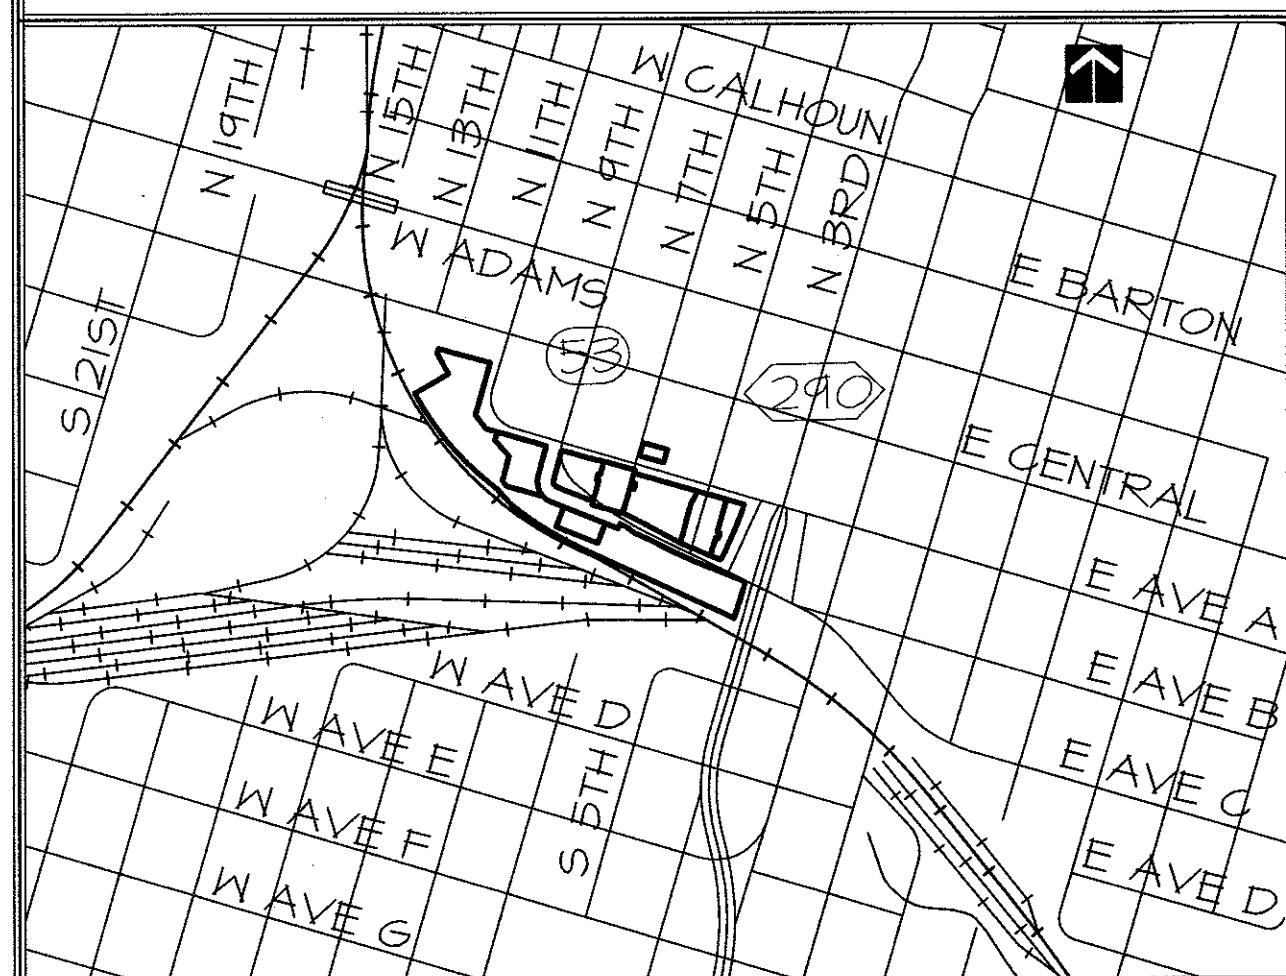 N 19TH
N 15TH
N 13TH
N 11TH
N 9TH
N 7TH
N 5TH
N 3RD
W CALHOUN
W ADAMS
E BARTON
S 21ST
53
290
E CENTRAL
E AVE A
E AVE B
E AVE C
E AVE D
W AVE D
W AVE E
W AVE F
W AVE G
S 5TH